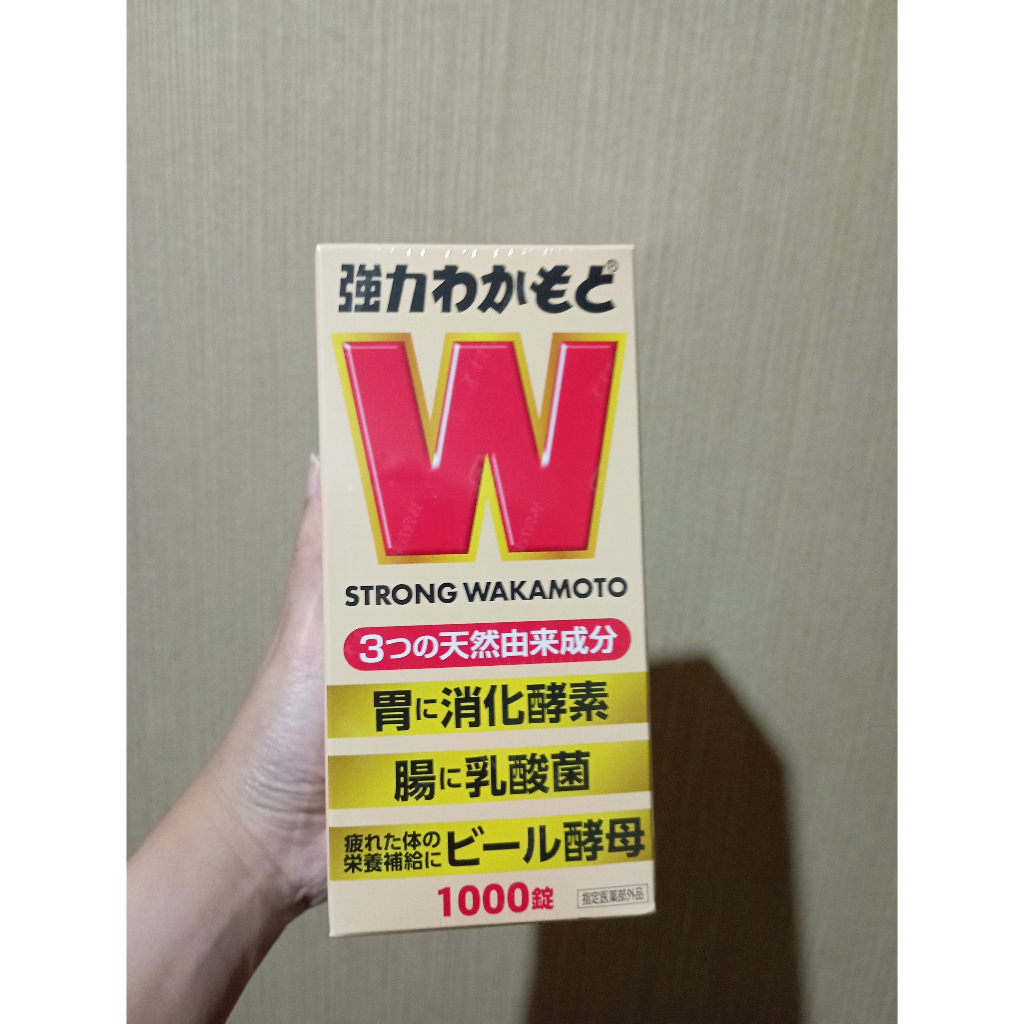 強力わかもと®
W
STRONG WAKAMOTO
3つの天然由来成分
胃に消化酵素
腸に乳酸菌
疲れた体の
栄養補給に
ビール酵母
1000錠
指定医薬部外品